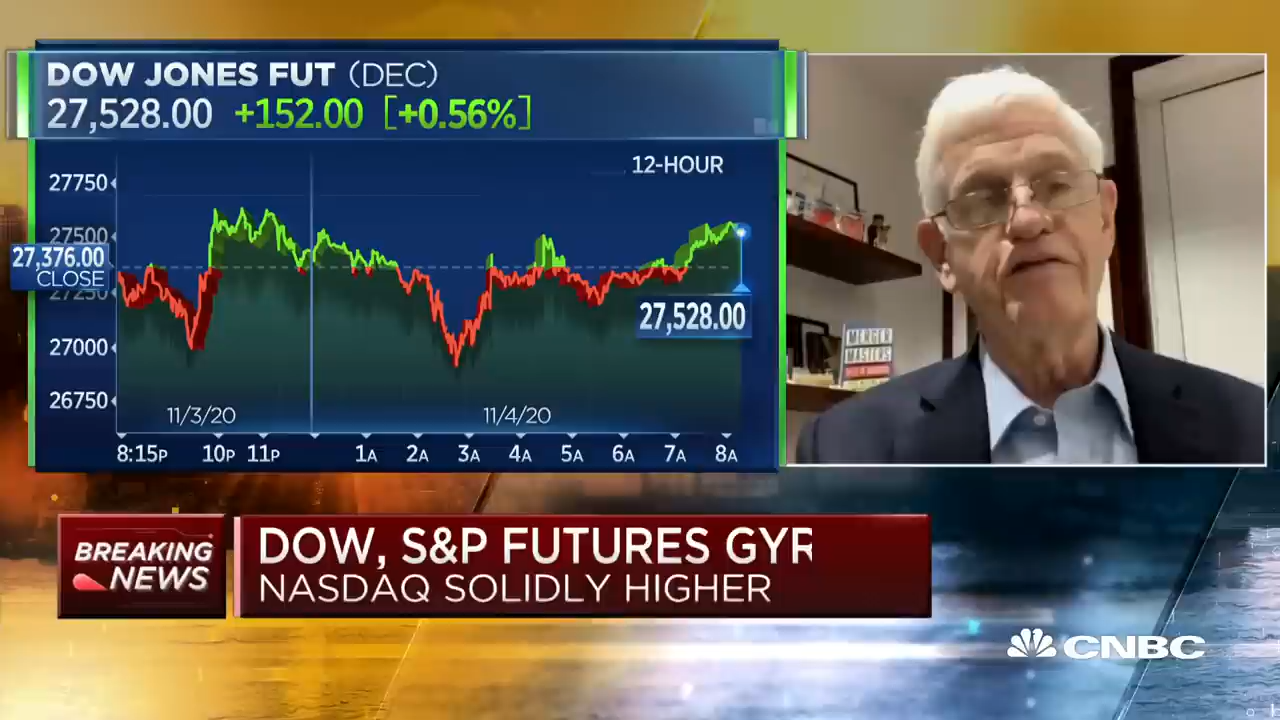 DOW JONES FUT (DEC)
27,528.00 +152.00 [+0.56%]
12-HOUR
27750
27500
27,376.00
CLOSE
27250
27000
26750
27,528.00
11/3/20 11/4/20
8:15P 10P 11P 1A 2A 3A 4A 5A 6A 7A 8A
MERGER
MASTERS
BREAKING
NEWS
DOW, S&P FUTURES GYR
NASDAQ SOLIDLY HIGHER
CNBC